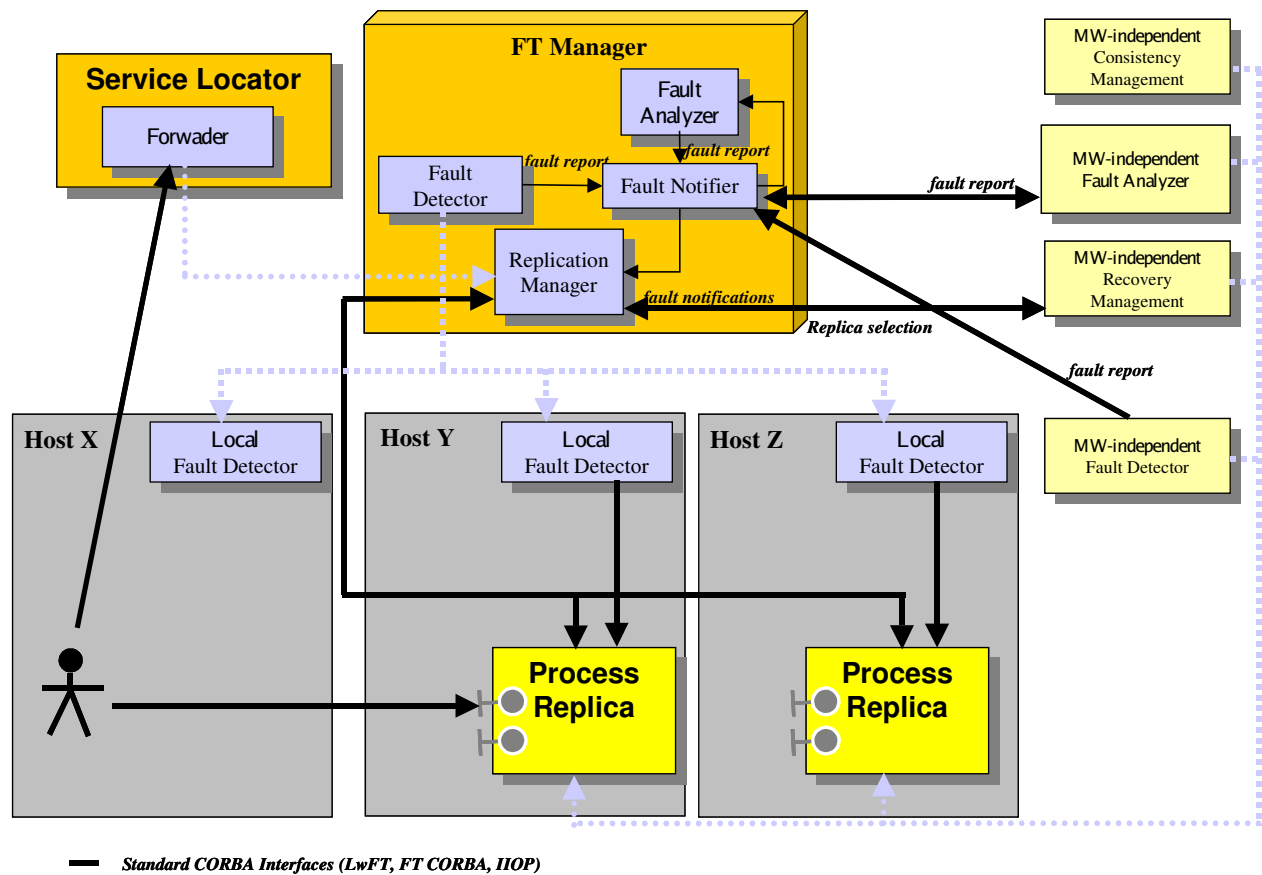 Service Locator
Forwader
FT Manager
Fault
Analyzer
fault report
fault report
Fault
Detector
Fault Notifier
Replication
Manager
fault notifications
Replica selection
fault report
fault report
MW-independent
Consistency
Management
MW-independent
Fault Analyzer
MW-independent
Recovery
Management
MW-independent
Fault Detector
Host X
Local
Fault Detector
Host Y
Local
Fault Detector
Host Z
Local
Fault Detector
Process
Replica
Process
Replica
Standard CORBA Interfaces (LwFT, FT CORBA, IIOP)